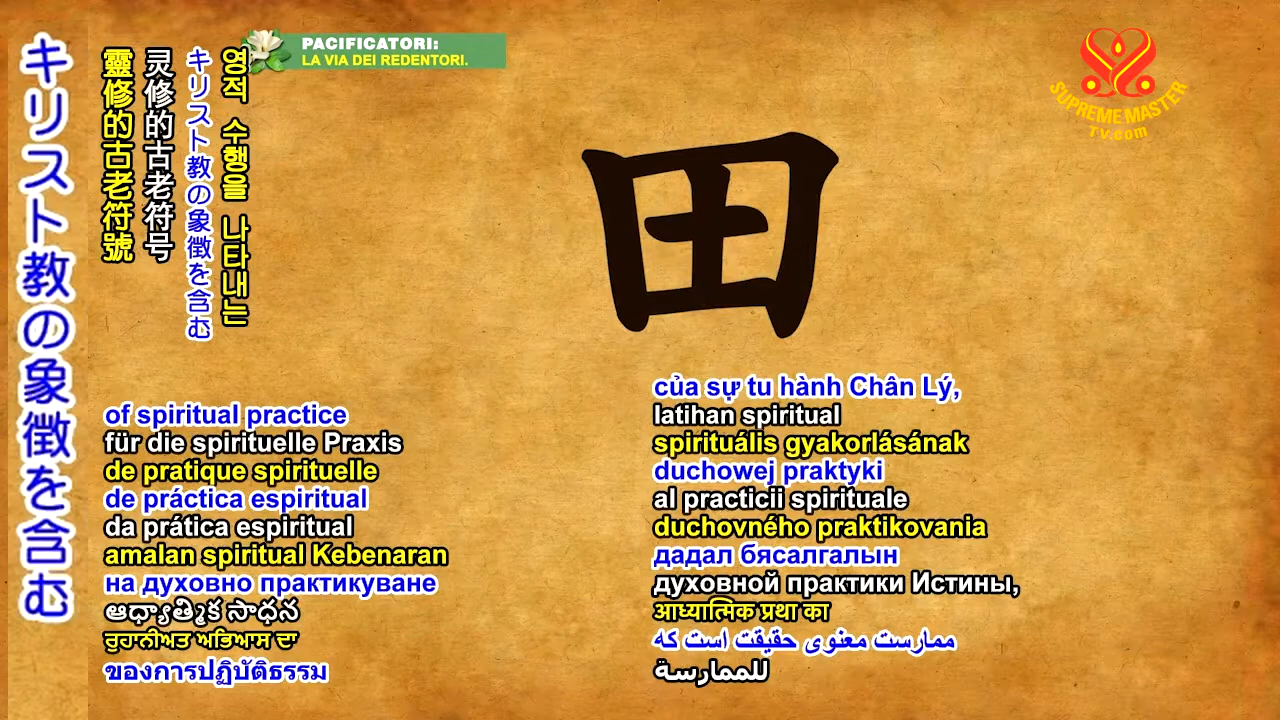 キリスト教の象徴を含む
靈修的古老符號
灵修的古老符号
キリスト教の象徴を含む
영적 수행을 나타내는
PACIFICATORI:
LA VIA DEI REDENTORI.
SUPREME MASTER
TV.com
田
of spiritual practice
für die spirituelle Praxis
de pratique spirituelle
de práctica espiritual
da prática espiritual
amalan spiritual Kebenaran
на духовно практикуване
ఆధ్యాత్మిక సాధన
ਰੁਹਾਨੀਅਤ ਅਭਿਆਸ ਦਾ
ของการปฏิบัติธรรม
của sự tu hành Chân Lý,
latihan spiritual
spirituális gyakorlásának
duchowej praktyki
al practicii spirituale
duchovného praktikovania
дадал бясалгалын
духовной практики Истины,
आध्यात्मिक प्रथा का
ممارست معنوی حقیقت است که
للممارسة